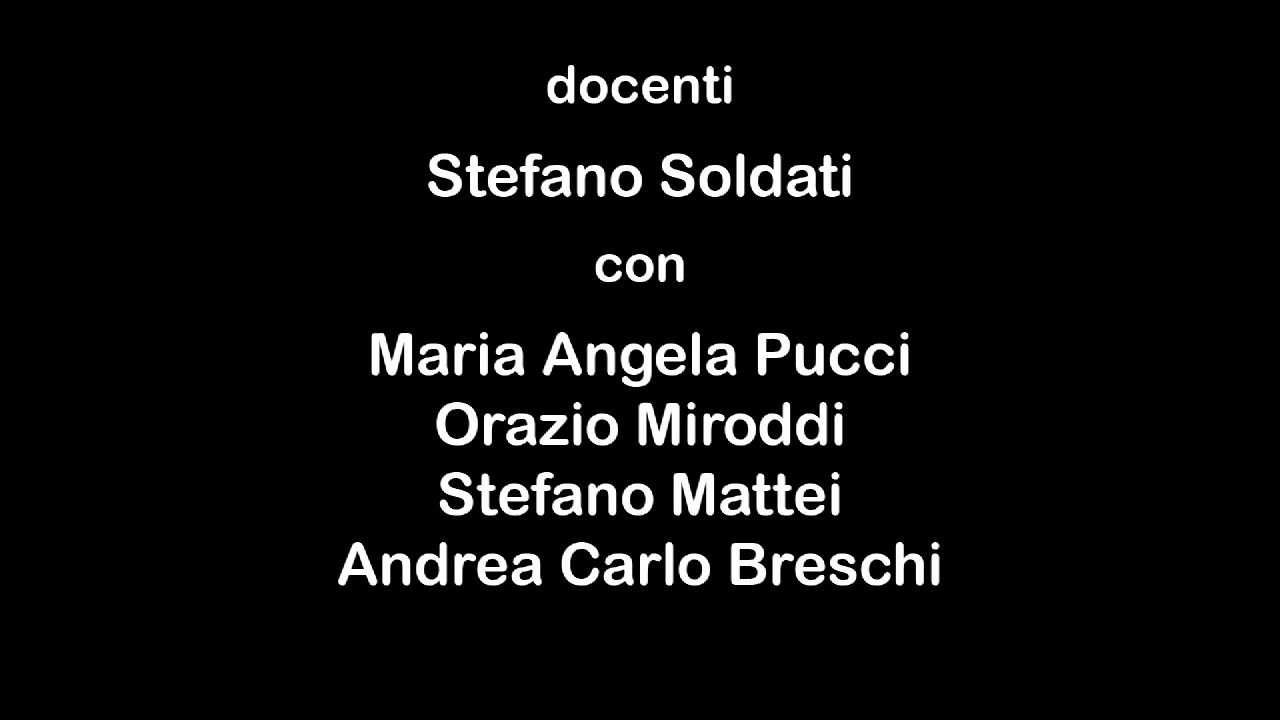 docenti
Stefano Soldati
con
Maria Angela Pucci
Orazio Miroddi
Stefano Mattei
Andrea Carlo Breschi